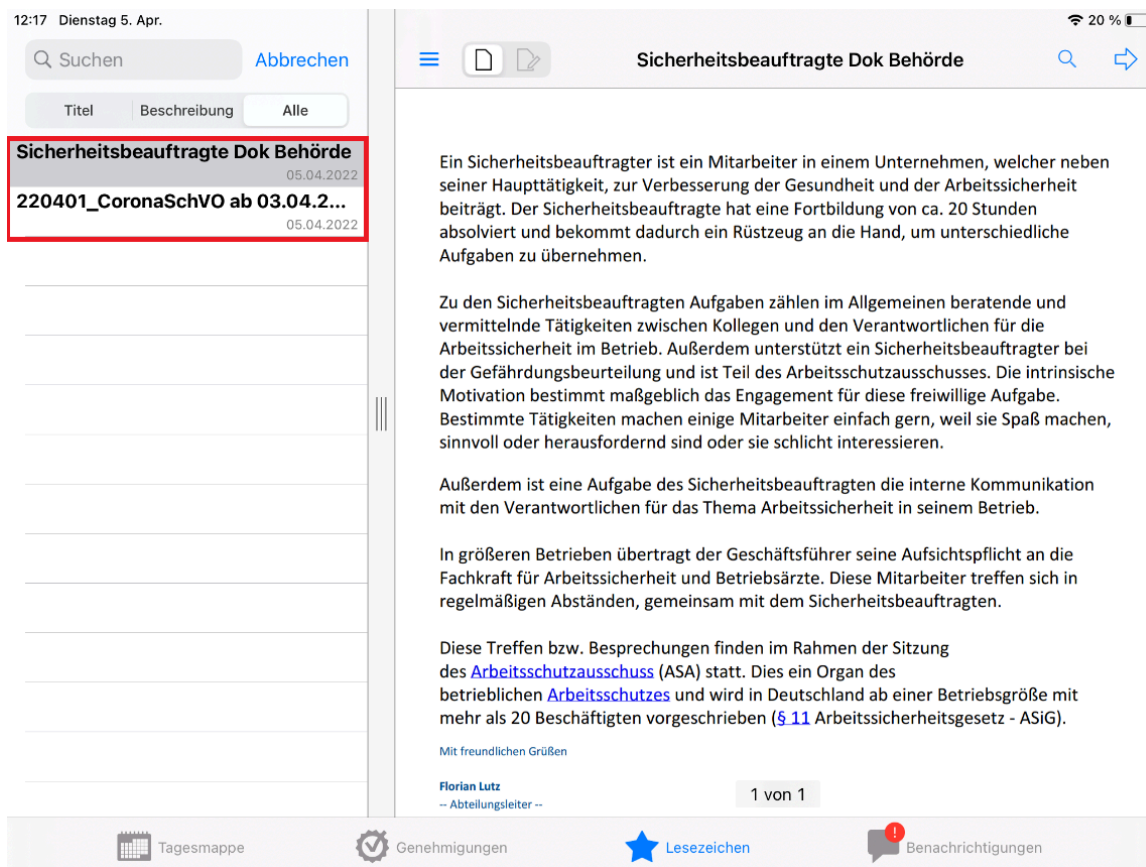 12:17 Dienstag 5. Apr.
20 %
Suchen
Abbrechen
Titel
Beschreibung
Alle
Sicherheitsbeauftragte Dok Behörde
05.04.2022
220401_CoronaSchVO ab 03.04.2...
05.04.2022
Sicherheitsbeauftragte Dok Behörde
Ein Sicherheitsbeauftragter ist ein Mitarbeiter in einem Unternehmen, welcher neben
seiner Haupttätigkeit, zur Verbesserung der Gesundheit und der Arbeitssicherheit
beiträgt. Der Sicherheitsbeauftragte hat eine Fortbildung von ca. 20 Stunden
absolviert und bekommt dadurch ein Rüstzeug an die Hand, um unterschiedliche
Aufgaben zu übernehmen.
Zu den Sicherheitsbeauftragten Aufgaben zählen im Allgemeinen beratende und
vermittelnde Tätigkeiten zwischen Kollegen und den Verantwortlichen für die
Arbeitssicherheit im Betrieb. Außerdem unterstützt ein Sicherheitsbeauftragter bei
der Gefährdungsbeurteilung und ist Teil des Arbeitsschutzausschusses. Die intrinsische
Motivation bestimmt maßgeblich das Engagement für diese freiwillige Aufgabe.
Bestimmte Tätigkeiten machen einige Mitarbeiter einfach gern, weil sie Spaß machen,
sinnvoll oder herausfordernd sind oder sie schlicht interessieren.
Außerdem ist eine Aufgabe des Sicherheitsbeauftragten die interne Kommunikation
mit den Verantwortlichen für das Thema Arbeitssicherheit in seinem Betrieb.
In größeren Betrieben übertragt der Geschäftsführer seine Aufsichtspflicht an die
Fachkraft für Arbeitssicherheit und Betriebsärzte. Diese Mitarbeiter treffen sich in
regelmäßigen Abständen, gemeinsam mit dem Sicherheitsbeauftragten.
Diese Treffen bzw. Besprechungen finden im Rahmen der Sitzung
des Arbeitsschutzausschuss (ASA) statt. Dies ein Organ des
betrieblichen Arbeitsschutzes und wird in Deutschland ab einer Betriebsgröße mit
mehr als 20 Beschäftigten vorgeschrieben (§ 11 Arbeitssicherheitsgesetz - ASiG).
Mit freundlichen Grüßen
Florian Lutz
-- Abteilungsleiter --
1 von 1
Tagesmappe
Genehmigungen
Lesezeichen
!
Benachrichtigungen